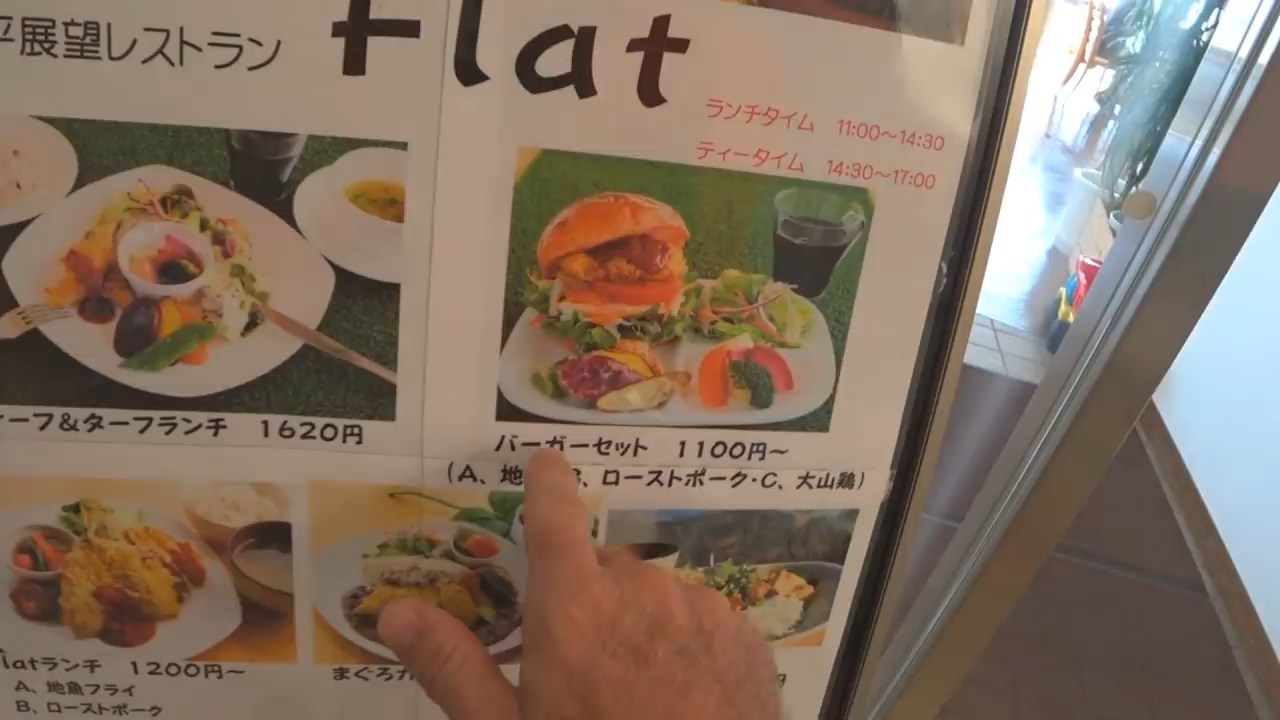 展望レストラン
flat
ランチタイム 11:00〜14:30
ティータイム 14:30〜17:00
ーフ&ターフランチ 1620円
バーガーセット 1100円〜
(A、地 、ローストポーク・C、大山鶏)
latランチ 1200円〜
まぐろカ
A、地魚フライ
B、ローストポーク